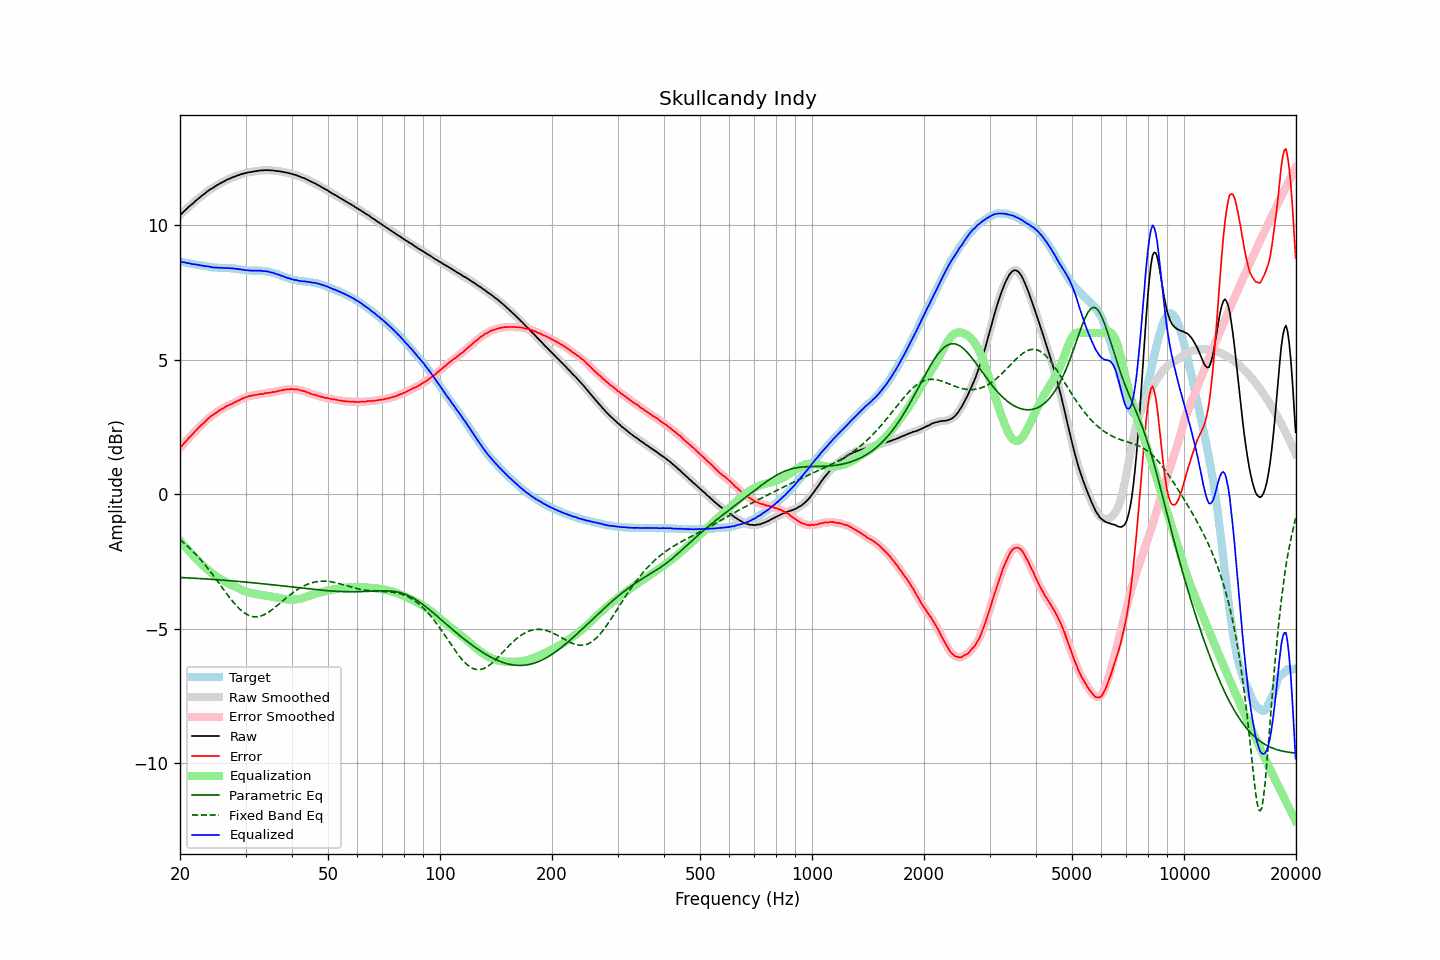 Skullcandy Indy
Amplitude (dBr)
10
5
0
−5
−10
Target
Raw Smoothed
Error Smoothed
Raw
Error
Equalization
Parametric Eq
Fixed Band Eq
Equalized
20 50 100 200 500 1000 2000 5000 10000 20000
Frequency (Hz)